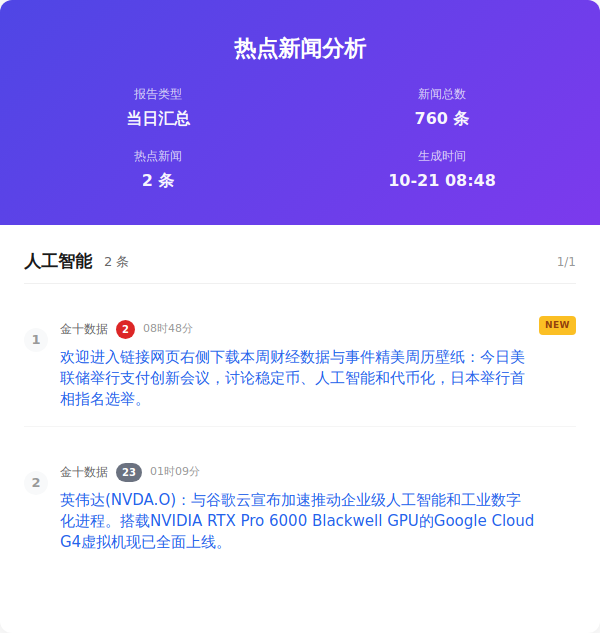 热点新闻分析
报告类型
新闻总数
当日汇总
760 条
热点新闻
生成时间
2 条
10-21 08:48
人工智能 2 条 1/1
1 金十数据 2 08时48分 NEW
欢迎进入链接网页右侧下载本周财经数据与事件精美周历壁纸：今日美
联储举行支付创新会议，讨论稳定币、人工智能和代币化，日本举行首
相指名选举。
2 金十数据 23 01时09分
英伟达(NVDA.O)：与谷歌云宣布加速推动企业级人工智能和工业数字
化进程。搭载NVIDIA RTX Pro 6000 Blackwell GPU的Google Cloud
G4虚拟机现已全面上线。